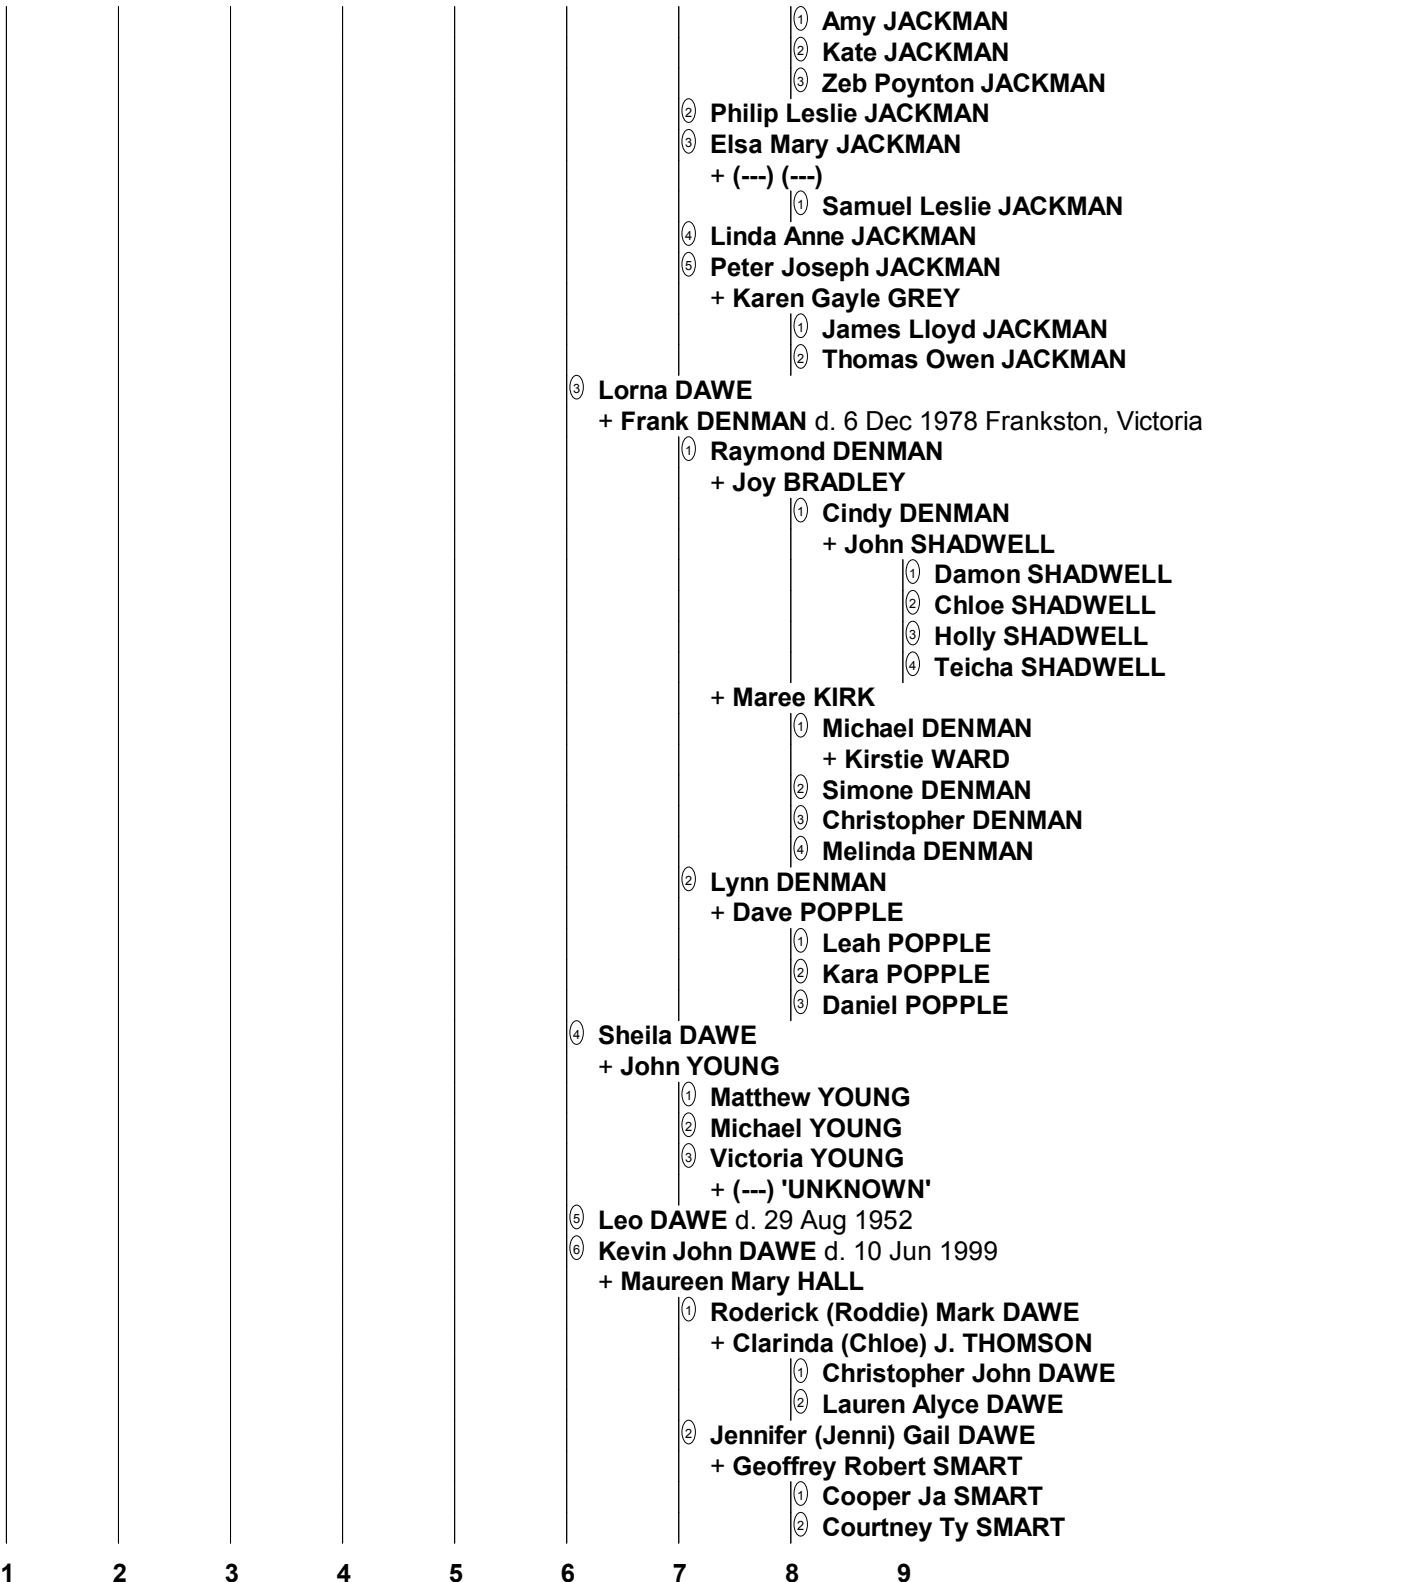 ① Amy JACKMAN
② Kate JACKMAN
③ Zeb Poynton JACKMAN
② Philip Leslie JACKMAN
③ Elsa Mary JACKMAN
+ (---) (---)
① Samuel Leslie JACKMAN
④ Linda Anne JACKMAN
⑤ Peter Joseph JACKMAN
+ Karen Gayle GREY
① James Lloyd JACKMAN
② Thomas Owen JACKMAN
③ Lorna DAWE
+ Frank DENMAN d. 6 Dec 1978 Frankston, Victoria
① Raymond DENMAN
+ Joy BRADLEY
① Cindy DENMAN
+ John SHADWELL
① Damon SHADWELL
② Chloe SHADWELL
③ Holly SHADWELL
④ Teicha SHADWELL
+ Maree KIRK
① Michael DENMAN
+ Kirstie WARD
② Simone DENMAN
③ Christopher DENMAN
④ Melinda DENMAN
② Lynn DENMAN
+ Dave POPPLE
① Leah POPPLE
② Kara POPPLE
③ Daniel POPPLE
④ Sheila DAWE
+ John YOUNG
① Matthew YOUNG
② Michael YOUNG
③ Victoria YOUNG
+ (---) 'UNKNOWN'
⑤ Leo DAWE d. 29 Aug 1952
⑥ Kevin John DAWE d. 10 Jun 1999
+ Maureen Mary HALL
① Roderick (Roddie) Mark DAWE
+ Clarinda (Chloe) J. THOMSON
① Christopher John DAWE
② Lauren Alyce DAWE
② Jennifer (Jenni) Gail DAWE
+ Geoffrey Robert SMART
① Cooper Ja SMART
② Courtney Ty SMART
1 2 3 4 5 6 7 8 9